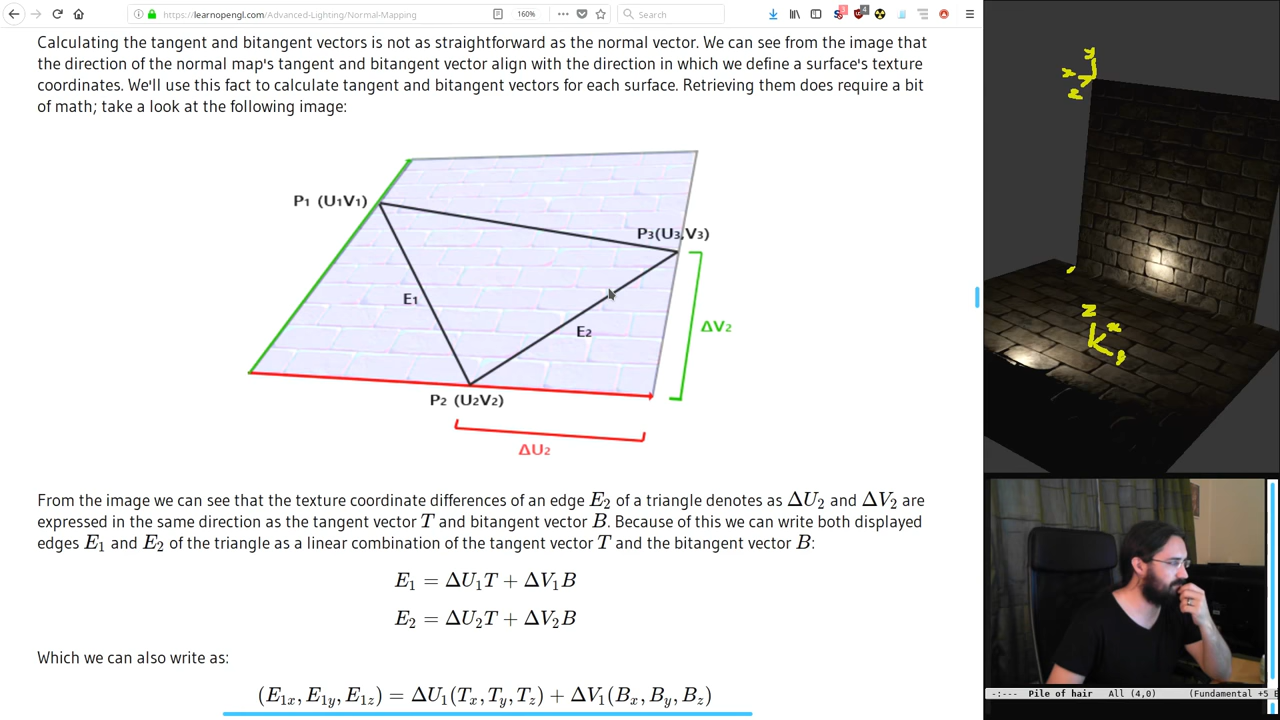 https://learnopengl.com/Advanced-Lighting/Normal-Mapping
160%
Search
3
4
Calculating the tangent and bitangent vectors is not as straightforward as the normal vector. We can see from the image that
the direction of the normal map's tangent and bitangent vector align with the direction in which we define a surface's texture
coordinates. We'll use this fact to calculate tangent and bitangent vectors for each surface. Retrieving them does require a bit
of math; take a look at the following image:
P1 (U1V1)
P3(U3,V3)
E1
E2
ΔV2
P2 (U2V2)
ΔU2
From the image we can see that the texture coordinate differences of an edge E₂ of a triangle denotes as ΔU₂ and ΔV₂ are
expressed in the same direction as the tangent vector T and bitangent vector B. Because of this we can write both displayed
edges E₁ and E₂ of the triangle as a linear combination of the tangent vector T and the bitangent vector B:
E₁ = ΔU₁T + ΔV₁B
E₂ = ΔU₂T + ΔV₂B
Which we can also write as:
(E₁ₓ, E₁y, E₁z) = ΔU₁(Tₓ, Ty, Tz) + ΔV₁(Bₓ, By, Bz)
y
x
z
z
x
-:--- Pile of hair All (4,0) (Fundamental +5